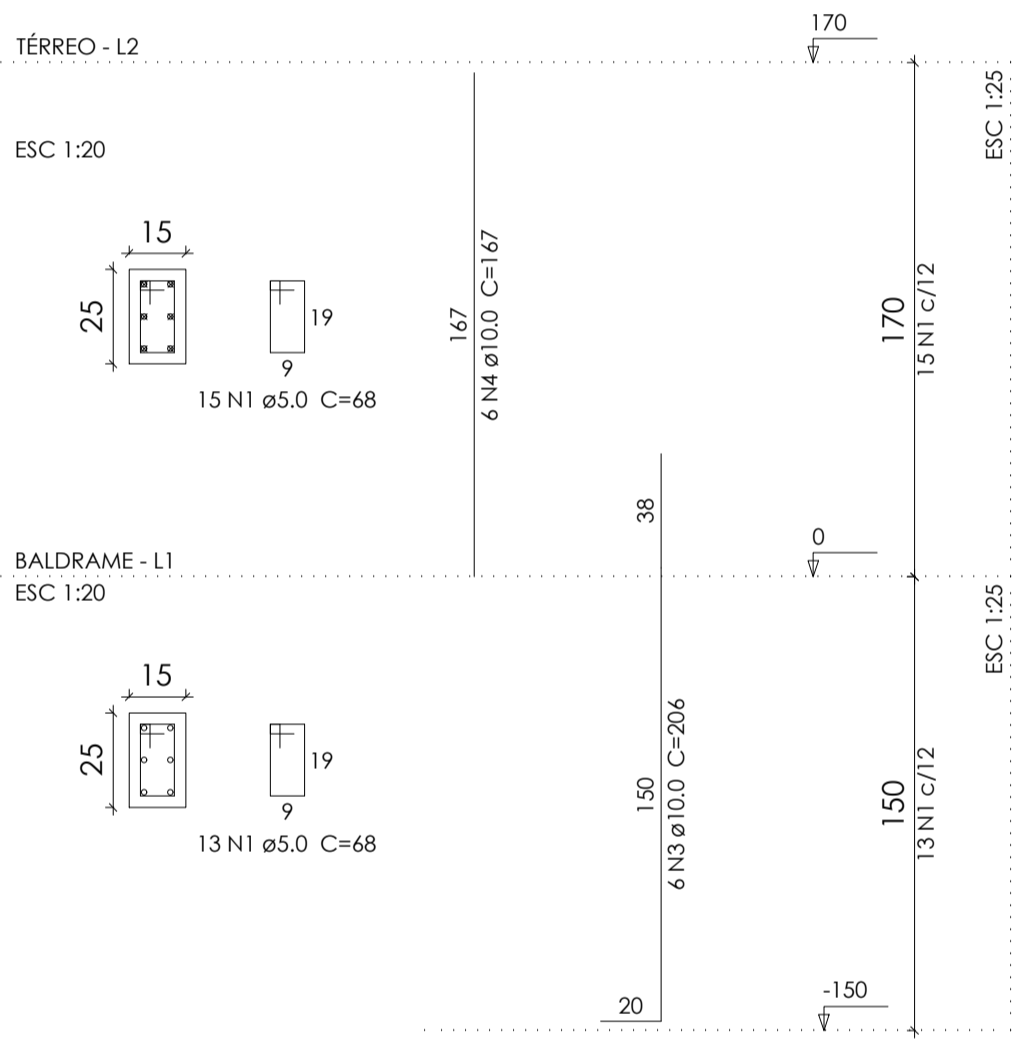 TÉRREO - L2
170
ESC 1:20
ESC 1:25
15
25
19
9
15 N1 ø5.0 C=68
167
6 N4 ø10.0 C=167
170
15 N1 c/12
38
BALDRAME - L1
0
ESC 1:20
ESC 1:25
15
25
19
9
13 N1 ø5.0 C=68
150
6 N3 ø10.0 C=206
150
13 N1 c/12
20
-150